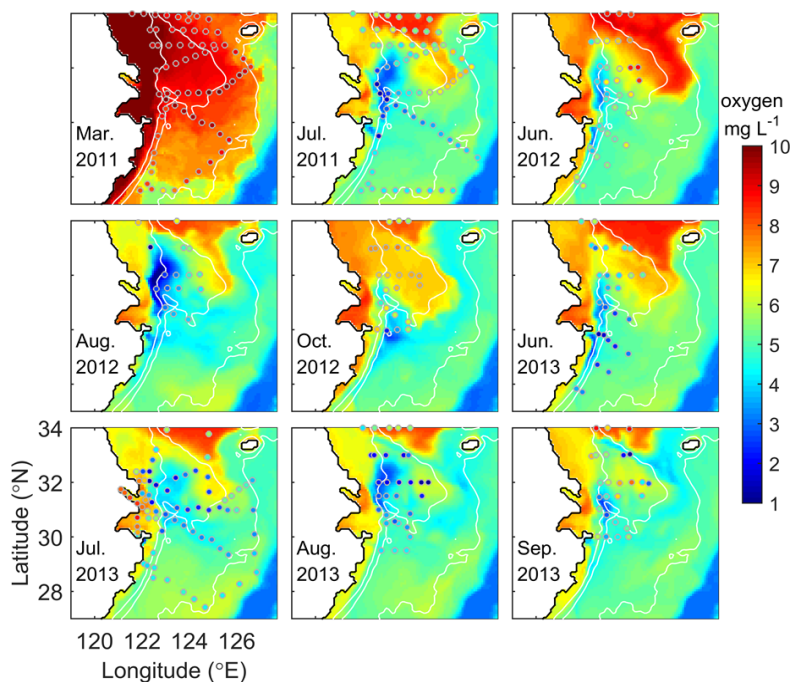 Mar.
2011
Jul.
2011
Jun.
2012
oxygen
mg L⁻¹
10
9
8
7
6
5
4
3
2
1
Aug.
2012
Oct.
2012
Jun.
2013
34
32
30
28
Latitude (°N)
Jul.
2013
Aug.
2013
Sep.
2013
120 122 124 126
Longitude (°E)